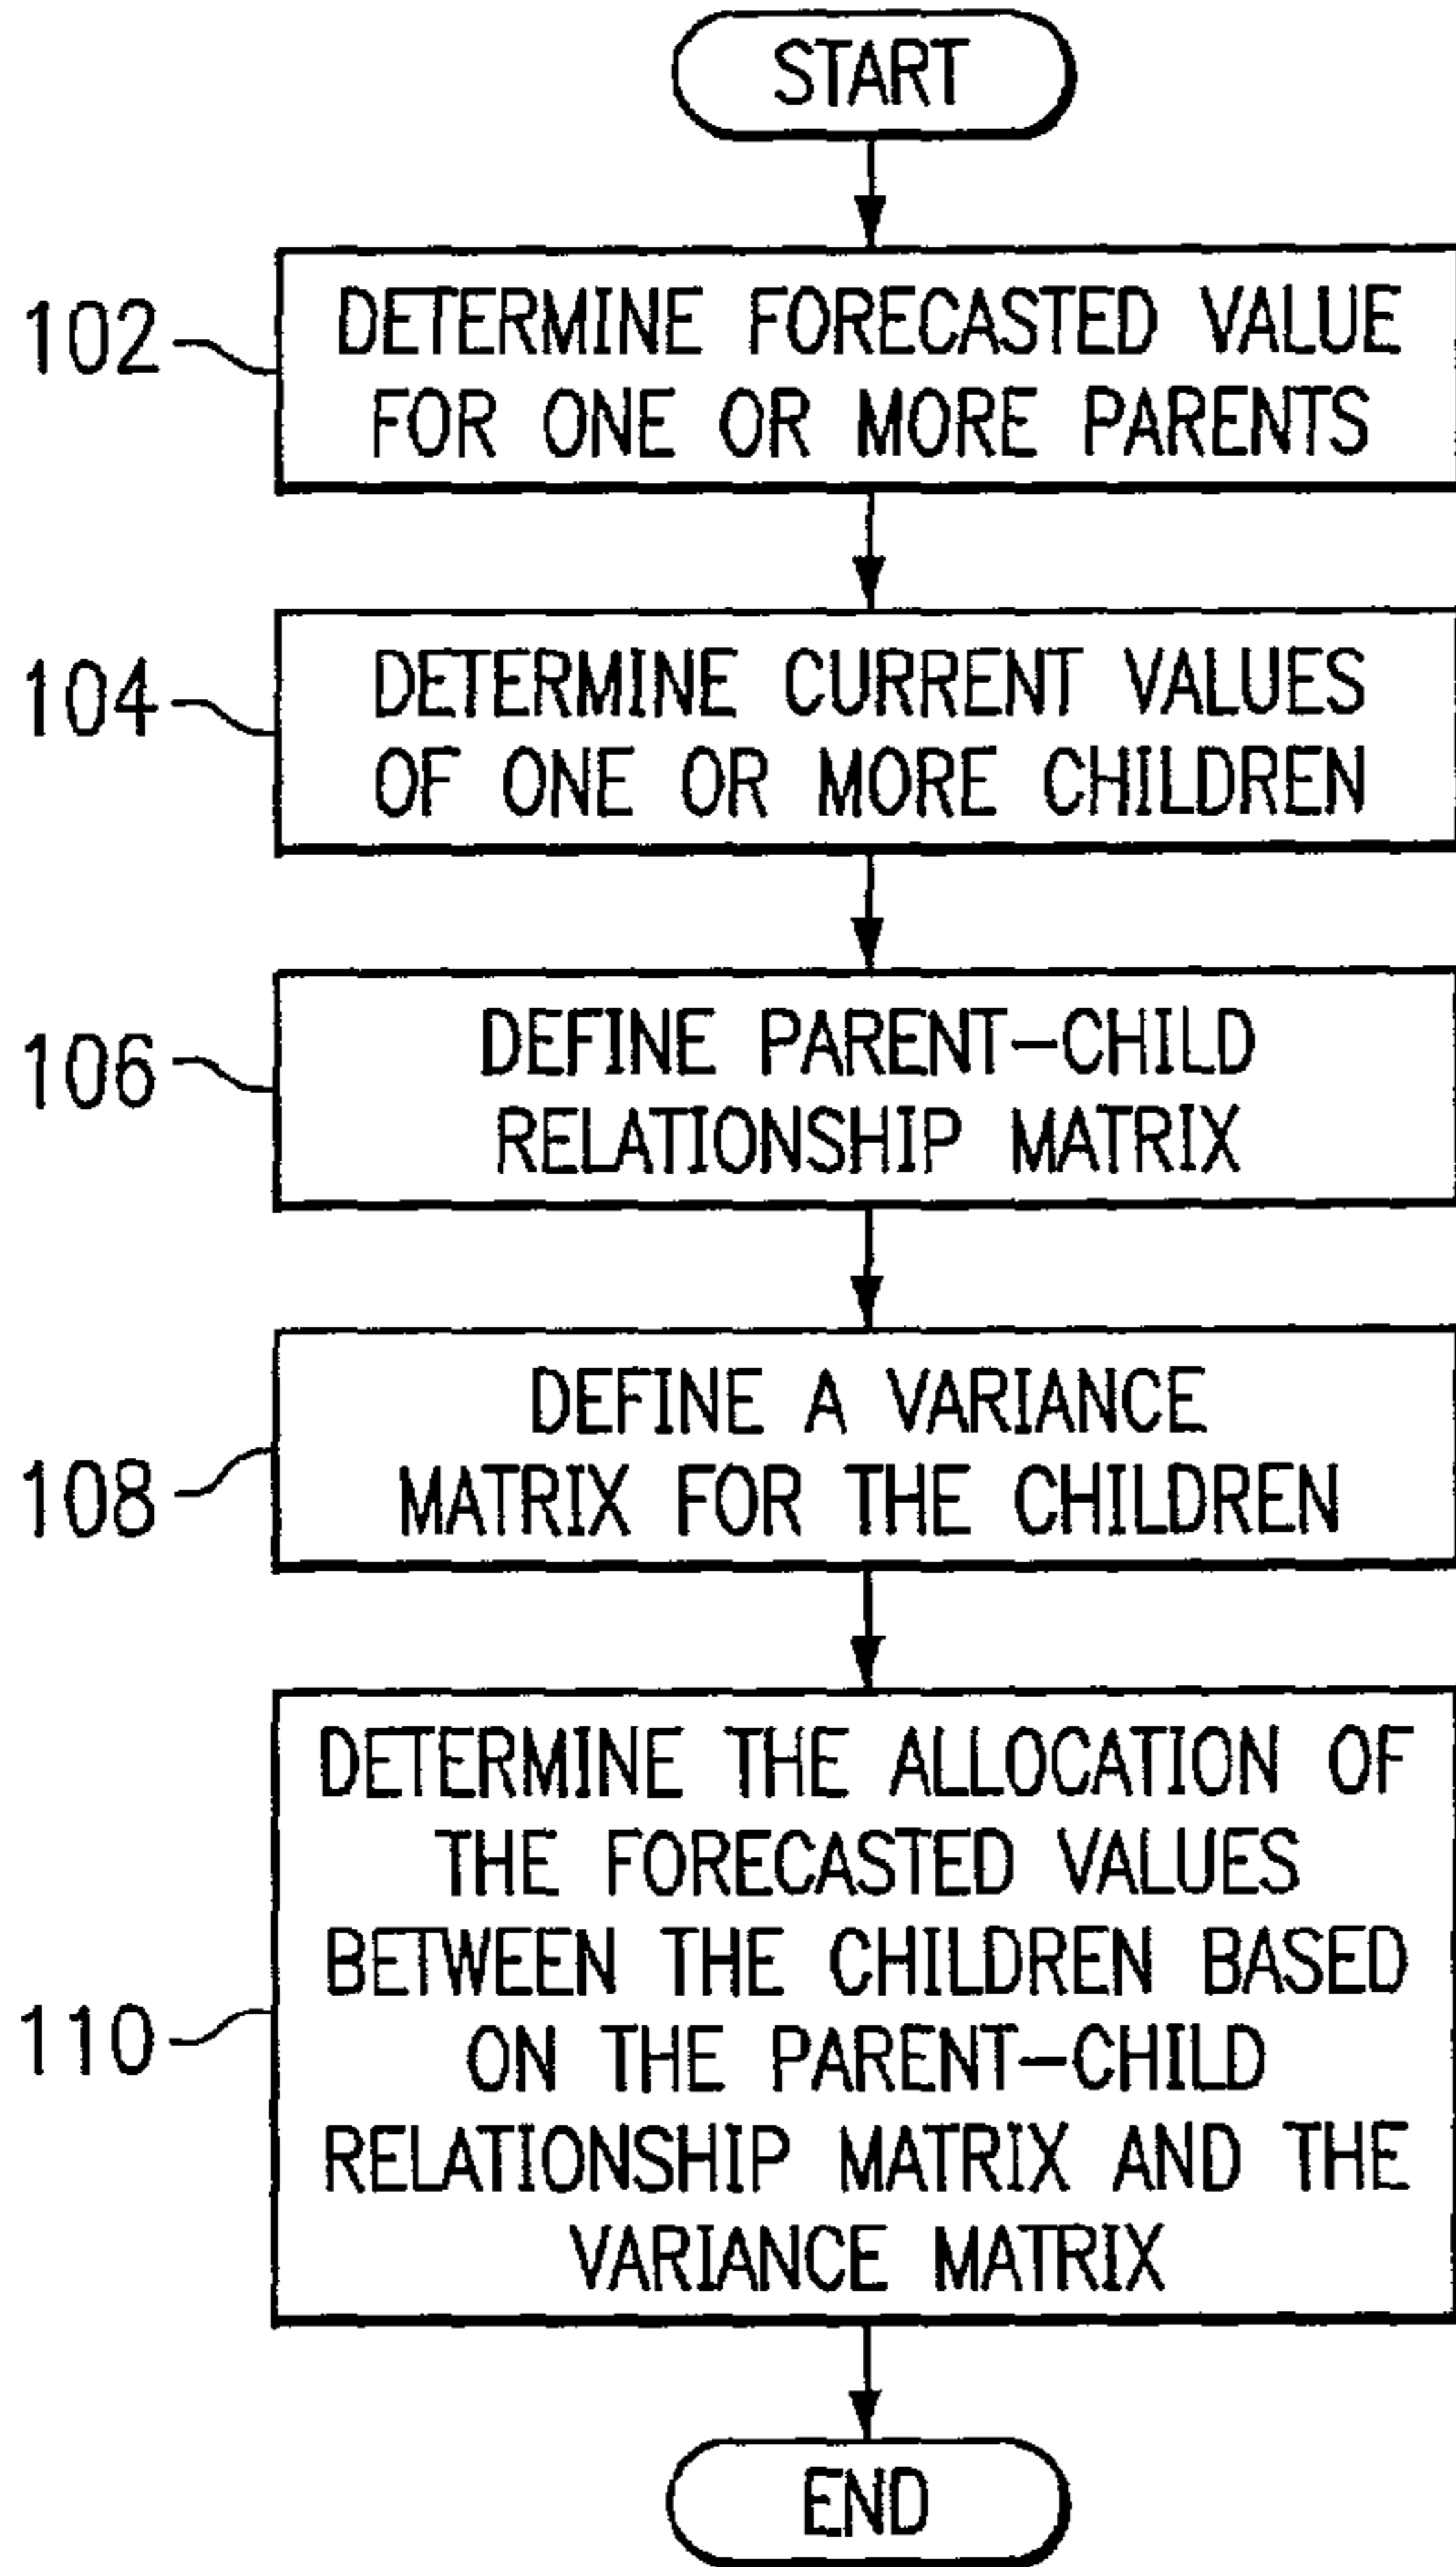 START
102
DETERMINE FORECASTED VALUE
FOR ONE OR MORE PARENTS
104
DETERMINE CURRENT VALUES
OF ONE OR MORE CHILDREN
106
DEFINE PARENT-CHILD
RELATIONSHIP MATRIX
108
DEFINE A VARIANCE
MATRIX FOR THE CHILDREN
110
DETERMINE THE ALLOCATION OF
THE FORECASTED VALUES
BETWEEN THE CHILDREN BASED
ON THE PARENT-CHILD
RELATIONSHIP MATRIX AND THE
VARIANCE MATRIX
END